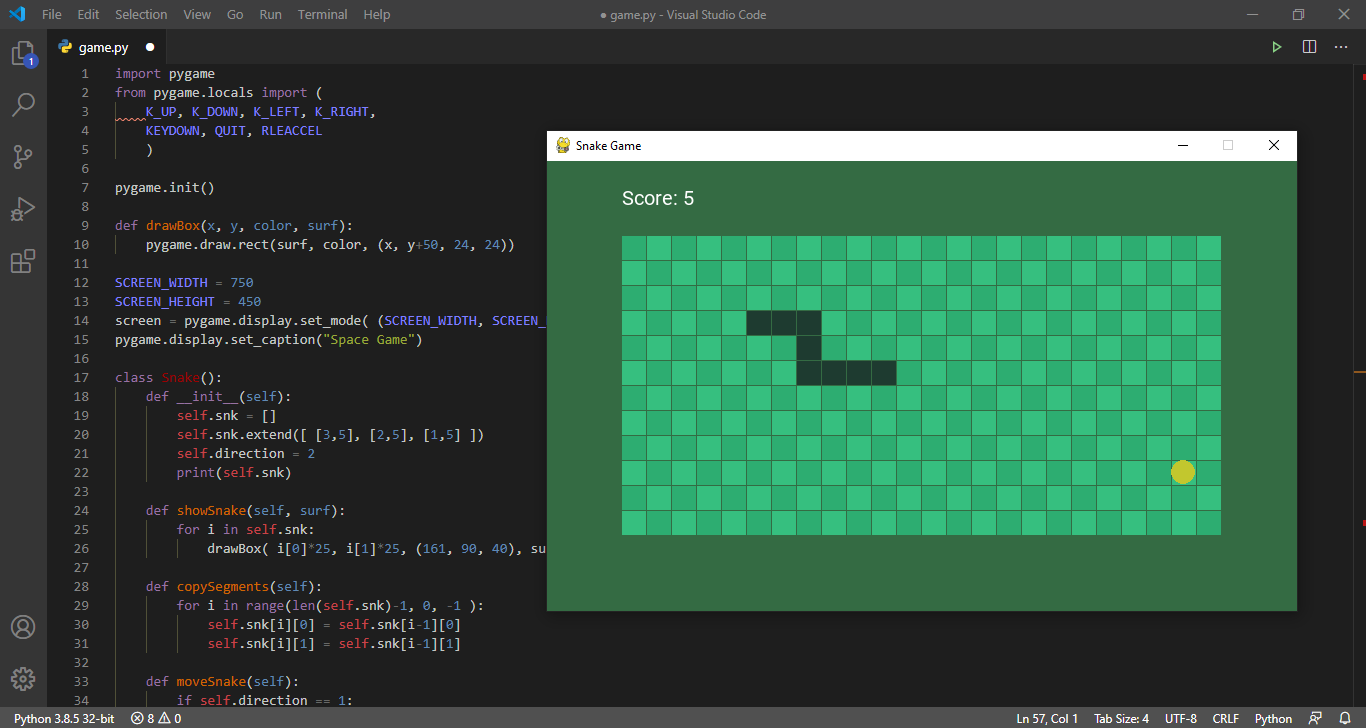 File Edit Selection View Go Run Terminal Help
● game.py - Visual Studio Code
1
game.py
1 import pygame
2 from pygame.locals import (
3 K_UP, K_DOWN, K_LEFT, K_RIGHT,
4 KEYDOWN, QUIT, RLEACCEL
5 )
6
7 pygame.init()
8
9 def drawBox(x, y, color, surf):
10 pygame.draw.rect(surf, color, (x, y+50, 24, 24))
11
12 SCREEN_WIDTH = 750
13 SCREEN_HEIGHT = 450
14 screen = pygame.display.set_mode( (SCREEN_WIDTH, SCREEN_
15 pygame.display.set_caption("Space Game")
16
17 class Snake():
18 def __init__(self):
19 self.snk = []
20 self.snk.extend([ [3,5], [2,5], [1,5] ])
21 self.direction = 2
22 print(self.snk)
23
24 def showSnake(self, surf):
25 for i in self.snk:
26 drawBox( i[0]*25, i[1]*25, (161, 90, 40), su
27
28 def copySegments(self):
29 for i in range(len(self.snk)-1, 0, -1 ):
30 self.snk[i][0] = self.snk[i-1][0]
31 self.snk[i][1] = self.snk[i-1][1]
32
33 def moveSnake(self):
34 if self.direction == 1:
Snake Game
Score: 5
Python 3.8.5 32-bit 8 0 Ln 57, Col 1 Tab Size: 4 UTF-8 CRLF Python